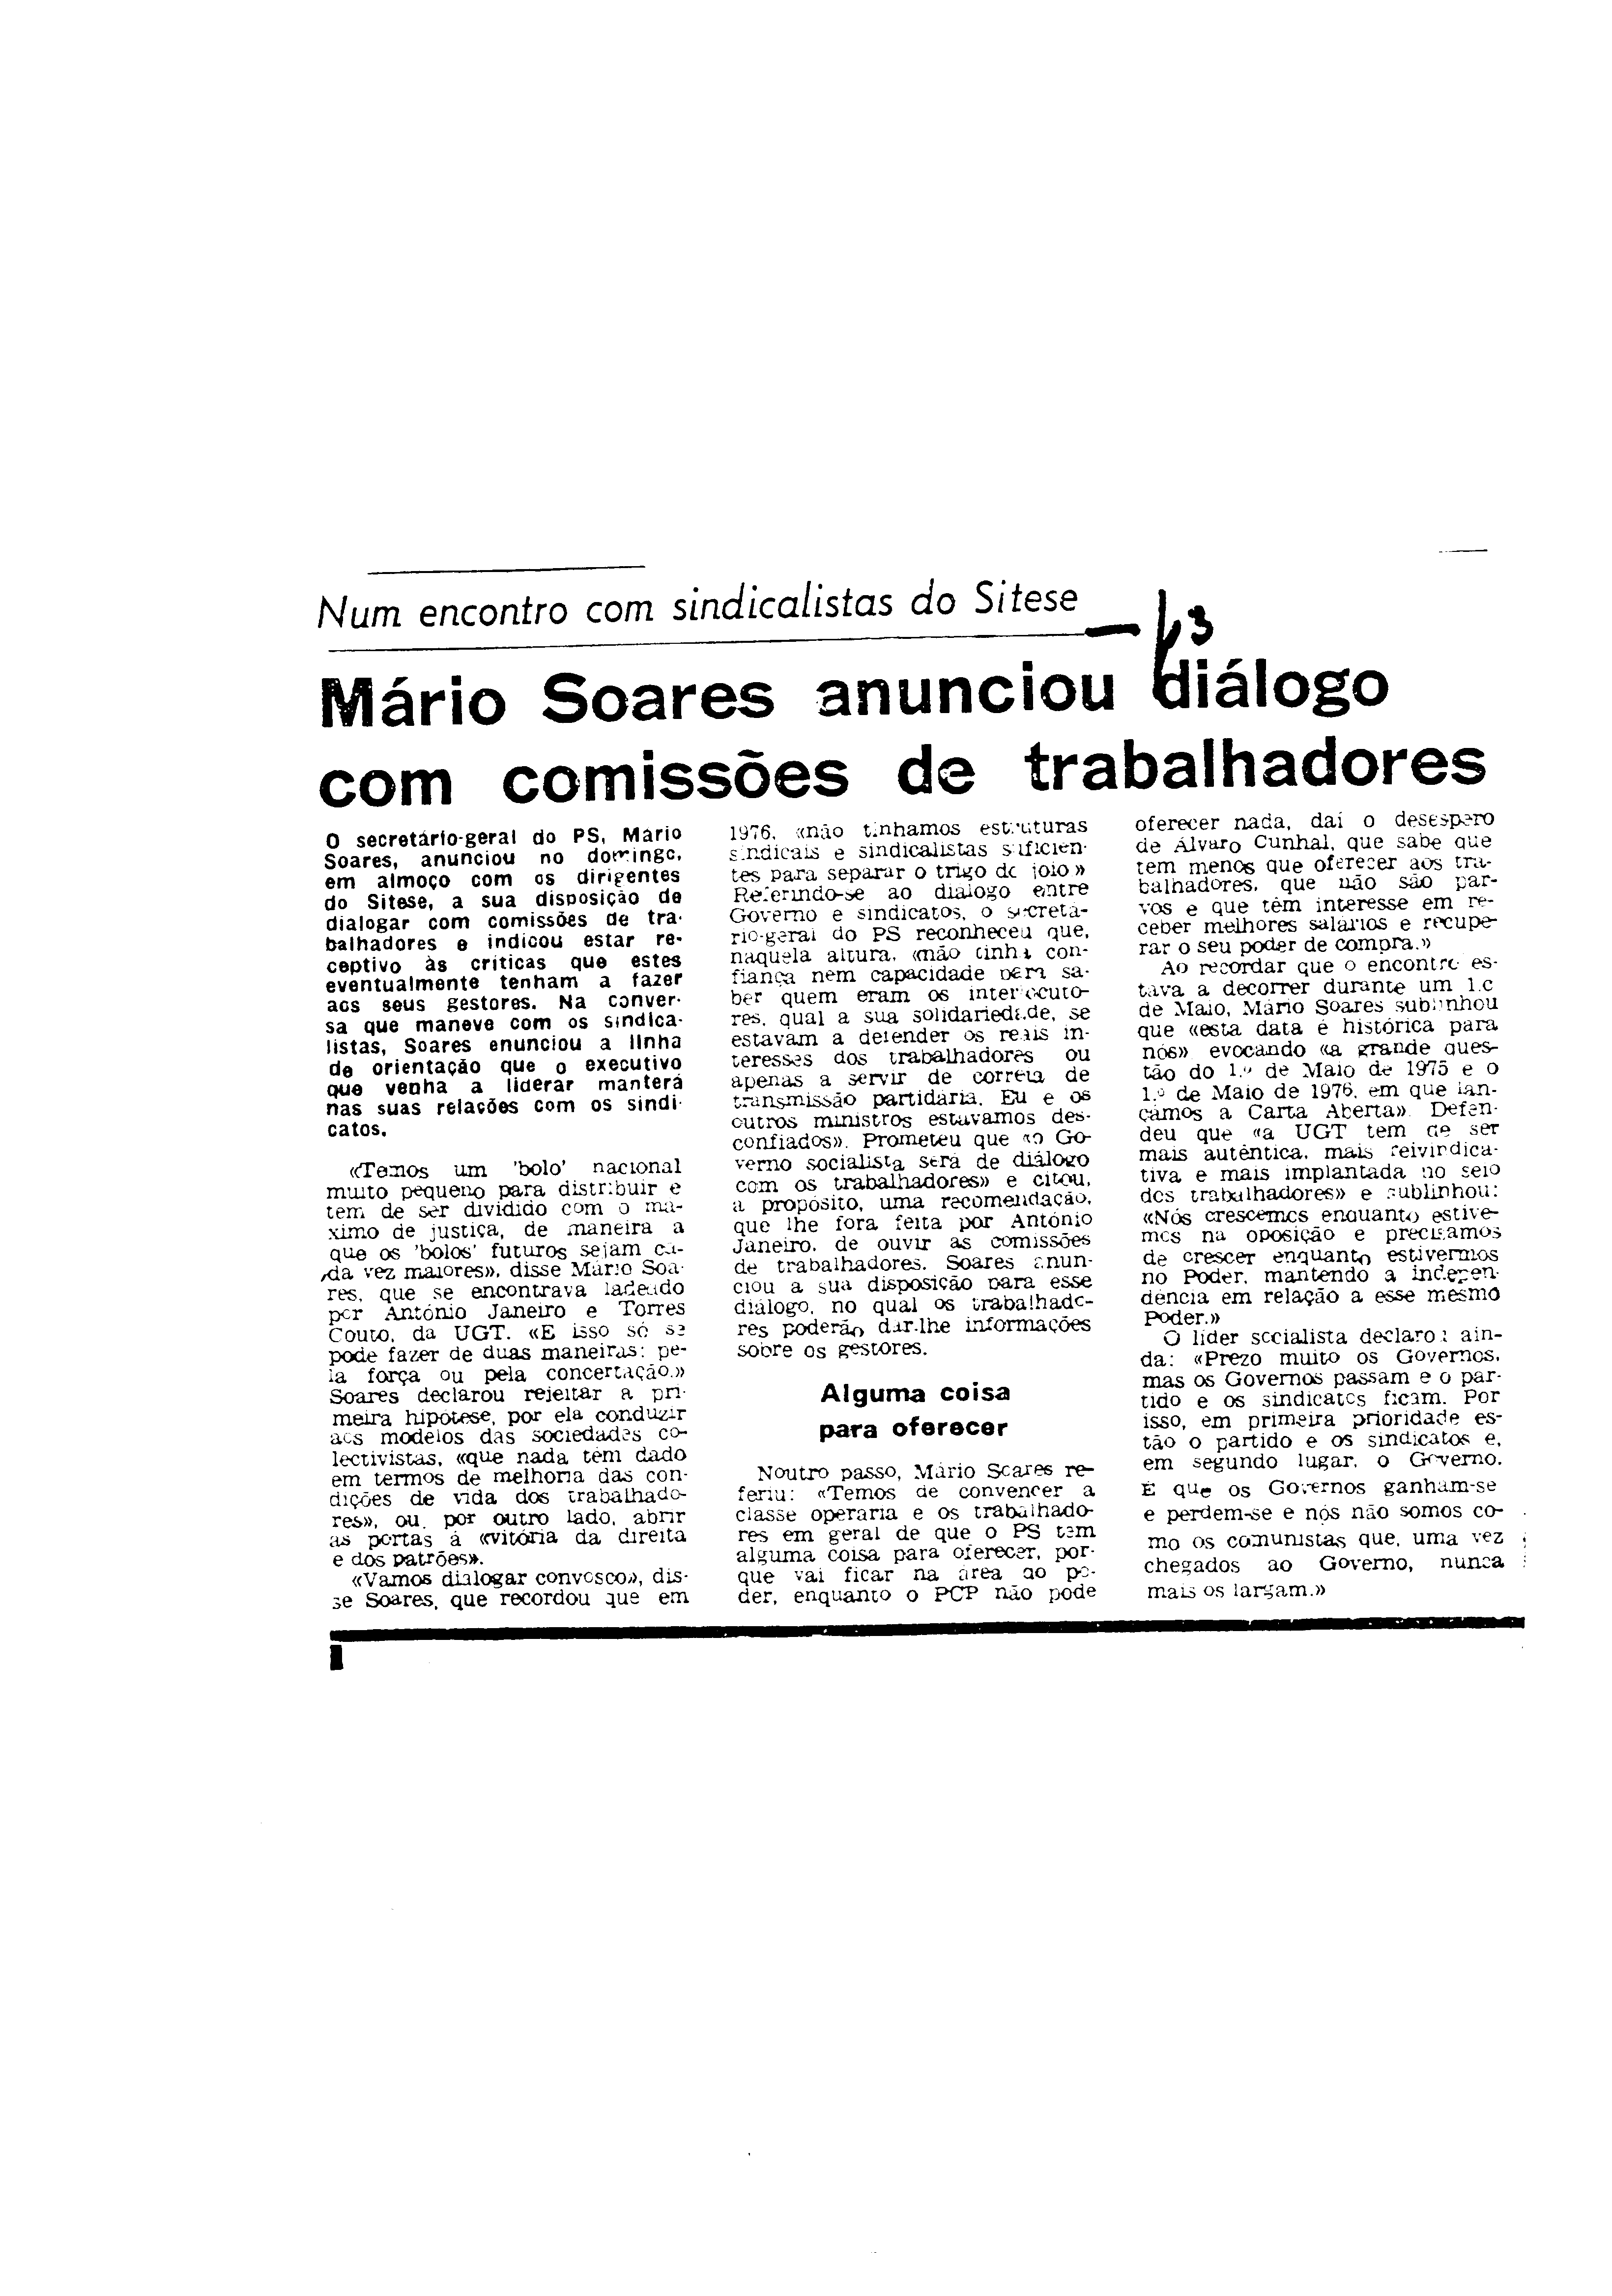 Num encontro com sindicalistas do Sitese
Mário Soares anunciou diálogo
com comissões de trabalhadores
O secretário-geral do PS, Mário
Soares, anunciou no domingo,
em almoço com os dirigentes
do Sitese, a sua disposição de
dialogar com comissões de tra-
balhadores e indicou estar re-
ceptivo às críticas que estes
eventualmente tenham a fazer
aos seus gestores. Na conver-
sa que maneve com os sindica-
listas, Soares enunciou a linha
de orientação que o executivo
que venha a liderar manterá
nas suas relações com os sindi-
catos.
«Temos um 'bolo' nacional
muito pequeno para distribuir e
tem de ser dividido com o má-
ximo de justiça, de maneira a
que os 'bolos' futuros sejam ca-
da vez maiores», disse Mário Soa-
res, que se encontrava ladeado
por António Janeiro e Torres
Couto, da UGT. «E isso só se
pode fazer de duas maneiras: pe-
la força ou pela concertação.»
Soares declarou rejeitar a pri-
meira hipótese, por ela conduzir
aos modelos das sociedades co-
lectivistas, «que nada têm dado
em termos de melhoria das con-
dições de vida dos trabalhado-
res», ou, por outro lado, abrir
as portas à «vitória da direita
e dos patrões».
«Vamos dialogar convosco», dis-
se Soares, que recordou que em
1976, «não tínhamos estruturas
sindicais e sindicalistas suficien-
tes para separar o trigo do joio»
Referindo-se ao diálogo entre
Governo e sindicatos, o secretá-
rio-geral do PS reconheceu que,
naquela altura, «mão tinha con-
fiança nem capacidade para sa-
ber quem eram os interlocuto-
res, qual a sua solidariedade, se
estavam a defender os reais in-
teresses dos trabalhadores ou
apenas a servir de correia de
transmissão partidária. Eu e os
outros ministros estávamos des-
confiados». Prometeu que «o Go-
verno socialista será de diálogo
com os trabalhadores» e citou,
a propósito, uma recomendação,
que lhe fora feita por António
Janeiro, de ouvir as comissões
de trabalhadores. Soares anun-
ciou a sua disposição para esse
diálogo, no qual os trabalhado-
res poderão dar-lhe informações
sobre os gestores.
Alguma coisa
para oferecer
Noutro passo, Mário Soares re-
feriu: «Temos de convencer a
classe operária e os trabalhado-
res em geral de que o PS tem
alguma coisa para oferecer, por-
que vai ficar na área do po-
der, enquanto o PCP não pode
oferecer nada, daí o desespero
de Álvaro Cunhal, que sabe que
tem menos que oferecer aos tra-
balhadores, que não são par-
vos e que têm interesse em re-
ceber melhores salários e recupe-
rar o seu poder de compra.»
Ao recordar que o encontro es-
tava a decorrer durante um 1.o
de Maio, Mário Soares sublinhou
que «esta data é histórica para
nós» evocando «a grande ques-
tão do 1.º de Maio de 1975 e o
1.º de Maio de 1976, em que lan-
çámos a Carta Aberta». Defen-
deu que «a UGT tem de ser
mais autêntica, mais reivindica-
tiva e mais implantada no seio
dos trabalhadores» e sublinhou:
«Nós crescemos enquanto estive-
mos na oposição e precisamos
de crescer enquanto estivermos
no Poder, mantendo a indepen-
dência em relação a esse mesmo
Poder.»
O líder socialista declarou ain-
da: «Prezo muito os Governos,
mas os Governos passam e o par-
tido e os sindicatos ficam. Por
isso, em primeira prioridade es-
tão o partido e os sindicatos e,
em segundo lugar, o Governo.
É que os Governos ganham-se
e perdem-se e nós não somos co-
mo os comunistas que, uma vez
chegados ao Governo, nunca
mais os largam.»